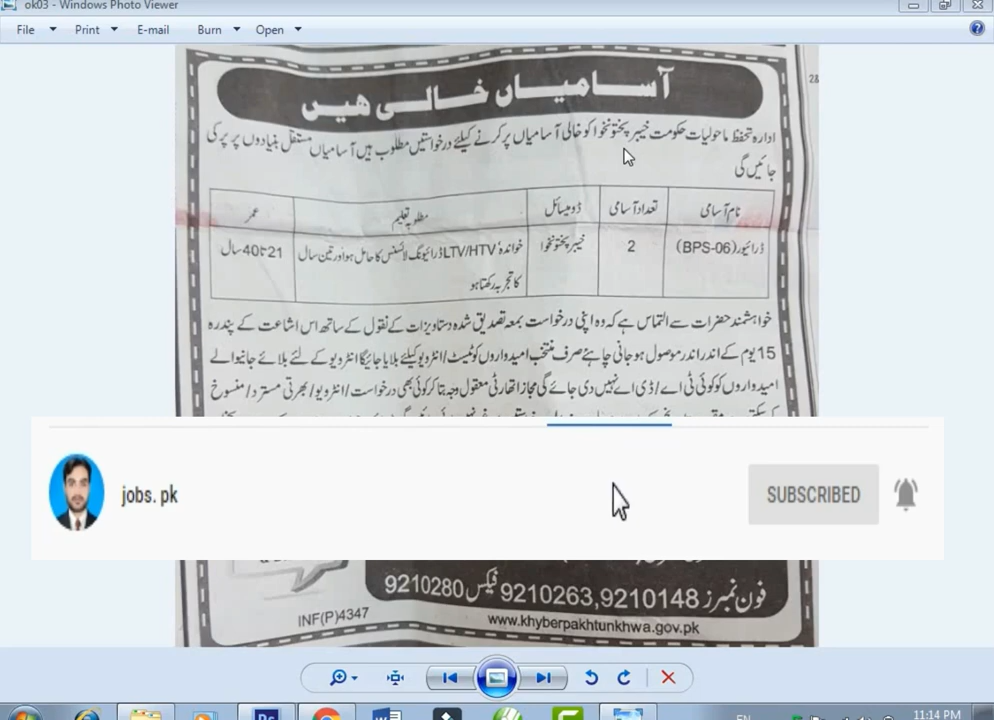 ok03 - Windows Photo Viewer
File Print E-mail Burn Open
آسامیاں خالی ہیں
ادارہ تحفظ ماحولیات حکومت خیبر پختونخوا کو خالی آسامیاں پر کرنے کیلئے درخواستیں مطلوب ہیں آسامیاں مستقل بنیادوں پر پر کی
جائیں گی
نام آسامی تعداد آسامی ڈومیسائل مطلوبہ تعلیم عمر
ڈرائیور (BPS-06) 2 خیبر پختونخوا خواندہ LTV/HTV ڈرائیونگ لائسنس کا حامل ہو اور تین سال 21 تا 40 سال
کا تجربہ رکھتا ہو
خواہشمند حضرات سے التماس ہے کہ وہ اپنی درخواست بمعہ تصدیق شدہ دستاویزات کے نقول کے ساتھ اس اشاعت کے پندرہ
15 یوم کے اندر اندر موصول ہو جانی چاہئے صرف منتخب امیدواروں کو ٹیسٹ/انٹرویو کیلئے بلایا جائیگا انٹرویو کے لئے بلائے جانیوالے
امیدواروں کو کوئی ٹی اے/ڈی اے نہیں دی جائے گی مجاز اتھارٹی معقول وجہ بتا کر کوئی بھی درخواست/انٹرویو/بھرتی مسترد/منسوخ
jobs. pk
SUBSCRIBED
فون نمبرز 9210263,9210148 فیکس 9210280
INF(P)4347
www.khyberpakhtunkhwa.gov.pk
EN
11:14 PM